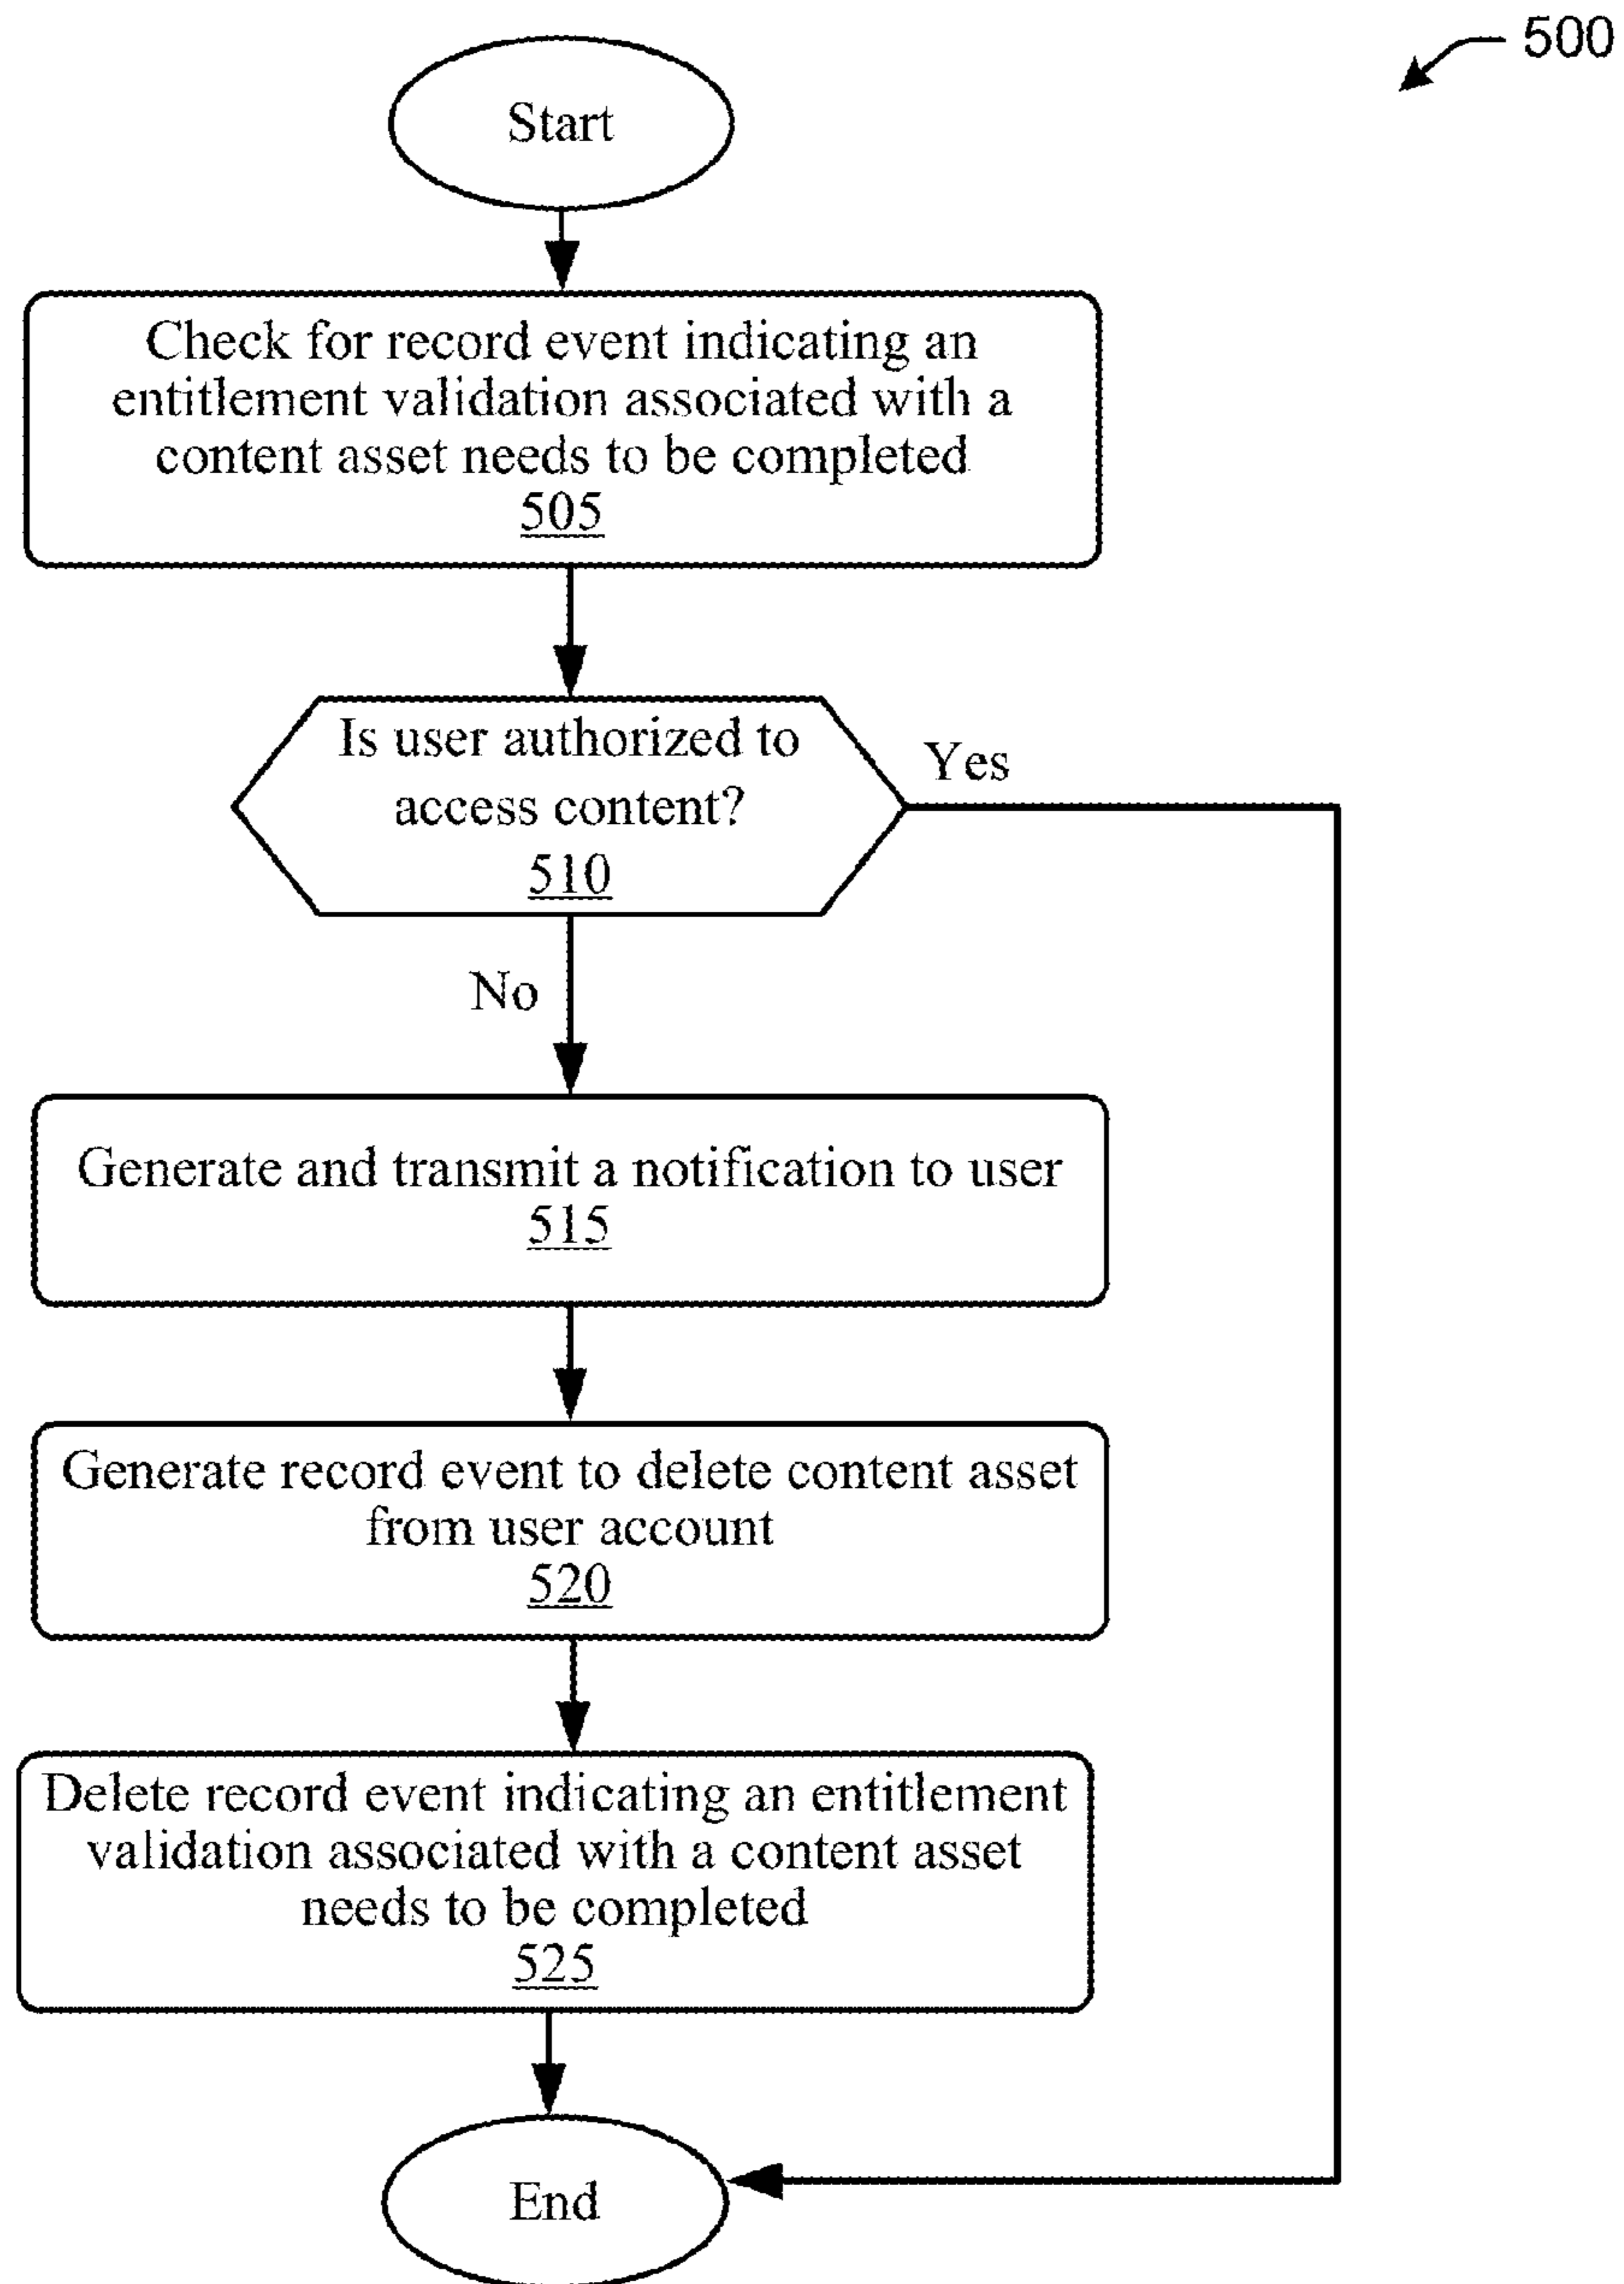 500
Start
Check for record event indicating an
entitlement validation associated with a
content asset needs to be completed
505
Is user authorized to
access content?
510
Yes
No
Generate and transmit a notification to user
515
Generate record event to delete content asset
from user account
520
Delete record event indicating an entitlement
validation associated with a content asset
needs to be completed
525
End